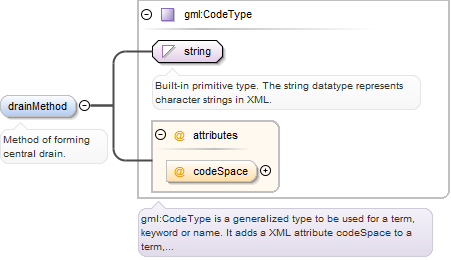 gml:CodeType
string
Built-in primitive type. The string datatype represents
character strings in XML.
drainMethod
Method of forming
central drain.
@ attributes
@ codeSpace
gml:CodeType is a generalized type to be used for a term,
keyword or name. It adds a XML attribute codeSpace to a
term,...